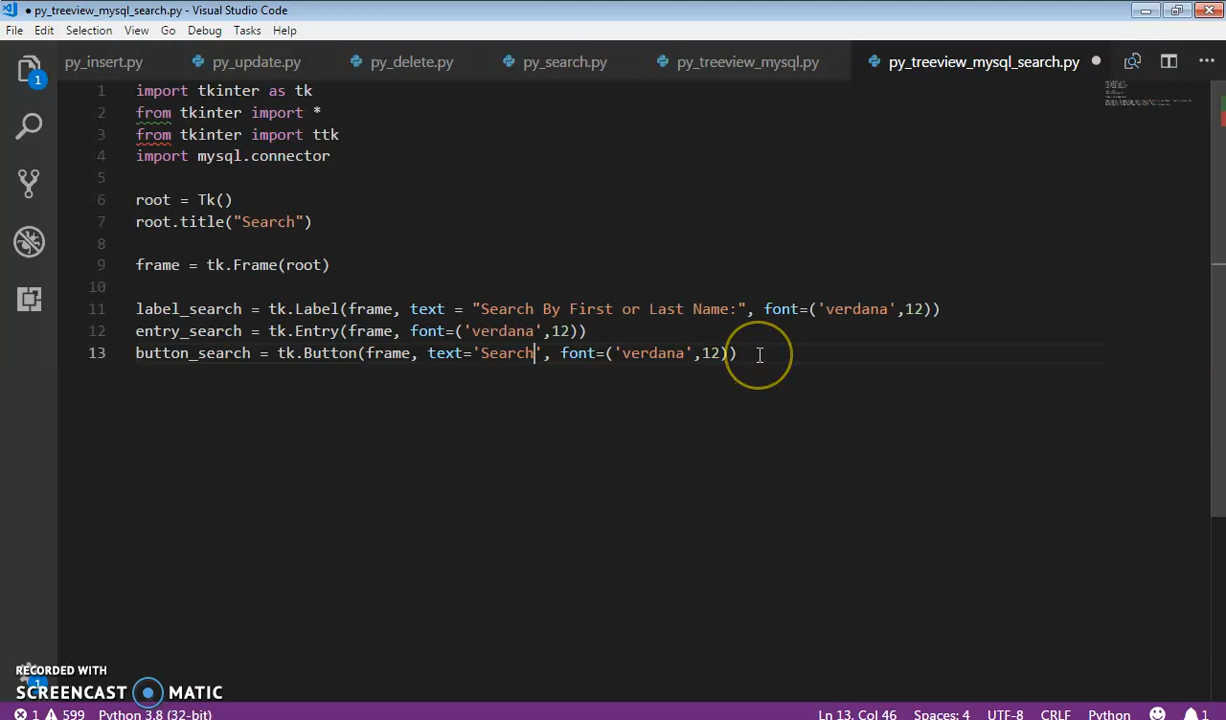 py_treeview_mysql_search.py - Visual Studio Code
File Edit Selection View Go Debug Tasks Help
py_insert.py py_update.py py_delete.py py_search.py py_treeview_mysql.py py_treeview_mysql_search.py
1 import tkinter as tk
2 from tkinter import *
3 from tkinter import ttk
4 import mysql.connector
5
6 root = Tk()
7 root.title("Search")
8
9 frame = tk.Frame(root)
10
11 label_search = tk.Label(frame, text = "Search By First or Last Name:", font=('verdana',12))
12 entry_search = tk.Entry(frame, font=('verdana',12))
13 button_search = tk.Button(frame, text='Search', font=('verdana',12))
1
1
RECORDED WITH
SCREENCAST MATIC
1 599 Python 3.8 (32-bit) Ln 13, Col 46 Spaces: 4 UTF-8 CRLF Python 1